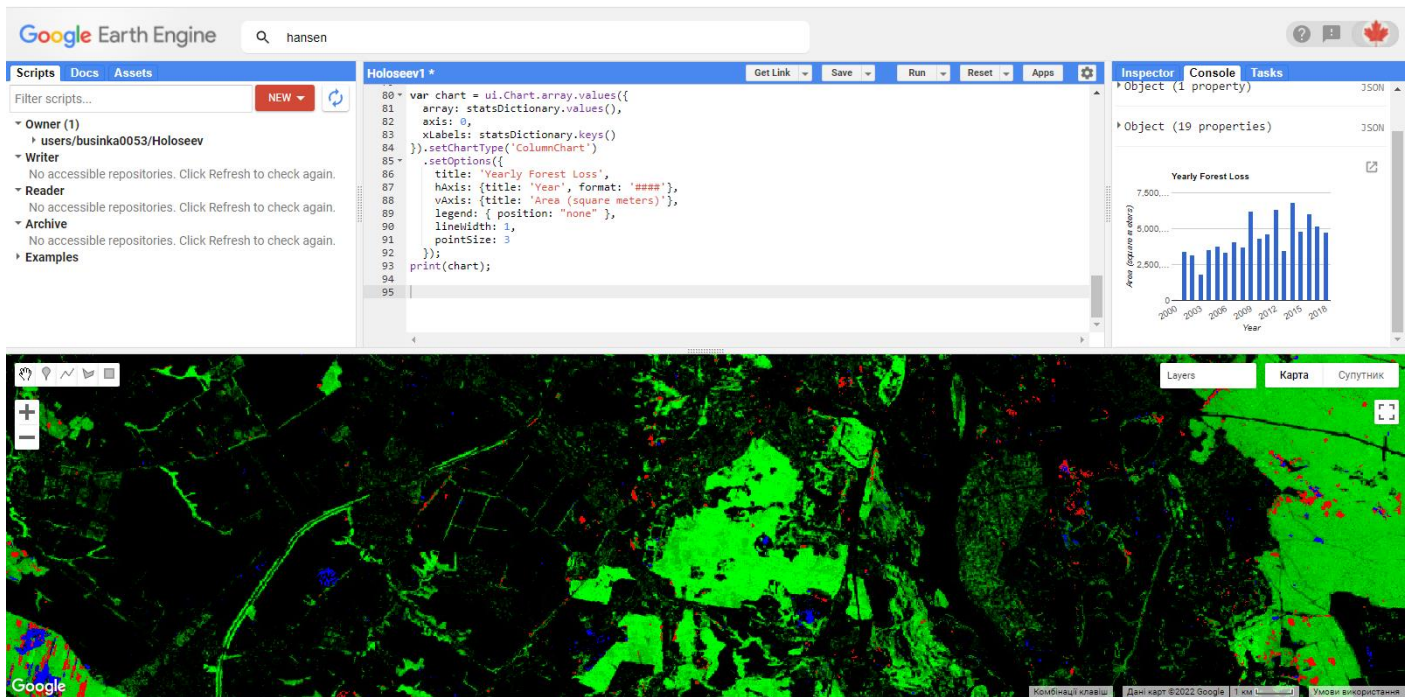 Google Earth Engine
hansen
Scripts Docs Assets
Filter scripts...
NEW
Owner (1)
users/businka0053/Holoseev
Writer
No accessible repositories. Click Refresh to check again.
Reader
No accessible repositories. Click Refresh to check again.
Archive
No accessible repositories. Click Refresh to check again.
Examples
Holoseev1 *
Get Link Save Run Reset Apps
80 var chart = ui.Chart.array.values({
81 array: statsDictionary.values(),
82 axis: 0,
83 xLabels: statsDictionary.keys()
84 }).setChartType('ColumnChart')
85 .setOptions({
86 title: 'Yearly Forest Loss',
87 hAxis: {title: 'Year', format: '####'},
88 vAxis: {title: 'Area (square meters)'},
89 legend: { position: "none" },
90 lineWidth: 1,
91 pointSize: 3
92 });
93 print(chart);
94
95
Inspector Console Tasks
Object (1 property) JSON
Object (19 properties) JSON
Yearly Forest Loss
Area (square meters)
7,500,...
5,000,...
2,500,...
0
2000 2003 2006 2009 2012 2015 2018
Year
Layers
Карта Супутник
Google
Комбінації клавіш Дані карт ©2022 Google 1 км Умови використання